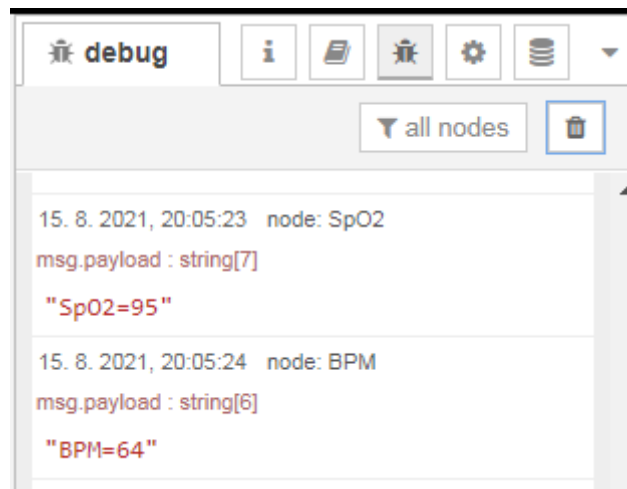 debug
i
all nodes
15. 8. 2021, 20:05:23 node: SpO2
msg.payload : string[7]
"SpO2=95"
15. 8. 2021, 20:05:24 node: BPM
msg.payload : string[6]
"BPM=64"